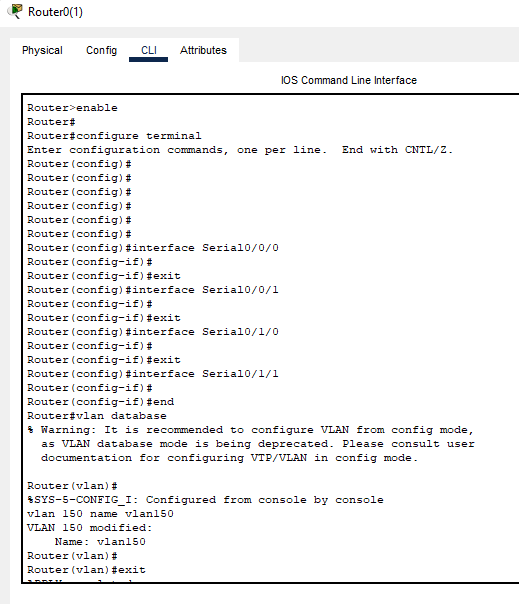 Router0(1)
Physical Config CLI Attributes
IOS Command Line Interface
Router>enable
Router#
Router#configure terminal
Enter configuration commands, one per line.  End with CNTL/Z.
Router(config)#
Router(config)#
Router(config)#
Router(config)#
Router(config)#
Router(config)#
Router(config)#interface Serial0/0/0
Router(config-if)#
Router(config-if)#exit
Router(config)#interface Serial0/0/1
Router(config-if)#
Router(config-if)#exit
Router(config)#interface Serial0/1/0
Router(config-if)#
Router(config-if)#exit
Router(config)#interface Serial0/1/1
Router(config-if)#
Router(config-if)#end
Router#vlan database
% Warning: It is recommended to configure VLAN from config mode,
  as VLAN database mode is being deprecated. Please consult user
  documentation for configuring VTP/VLAN in config mode.
Router(vlan)#
%SYS-5-CONFIG_I: Configured from console by console
vlan 150 name vlan150
VLAN 150 modified:
    Name: vlan150
Router(vlan)#
Router(vlan)#exit